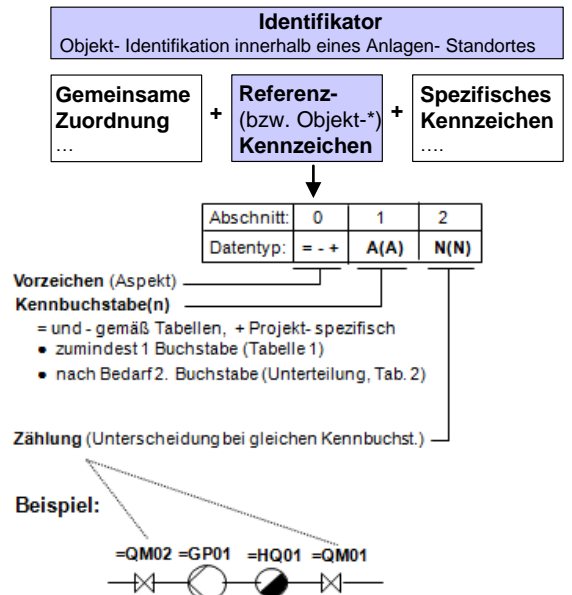 Identifikator
Objekt- Identifikation innerhalb eines Anlagen- Standortes
Gemeinsame
Zuordnung
…
+
Referenz-
(bzw. Objekt-*)
Kennzeichen
+
Spezifisches
Kennzeichen
….
Abschnitt: 0 1 2
Datentyp: = - + A(A) N(N)
Vorzeichen (Aspekt)
Kennbuchstabe(n)
= und - gemäß Tabellen, + Projekt- spezifisch
• zumindest 1 Buchstabe (Tabelle 1)
• nach Bedarf 2. Buchstabe (Unterteilung, Tab. 2)
Zählung (Unterscheidung bei gleichen Kennbuchst.)
Beispiel:
=QM02 =GP01 =HQ01 =QM01